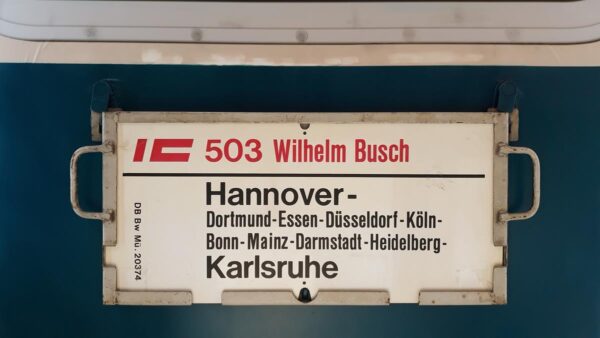 IC 503 Wilhelm Busch
Hannover-
Dortmund-Essen-Düsseldorf-Köln-
Bonn-Mainz-Darmstadt-Heidelberg-
Karlsruhe
DB Bw Mü. 20374